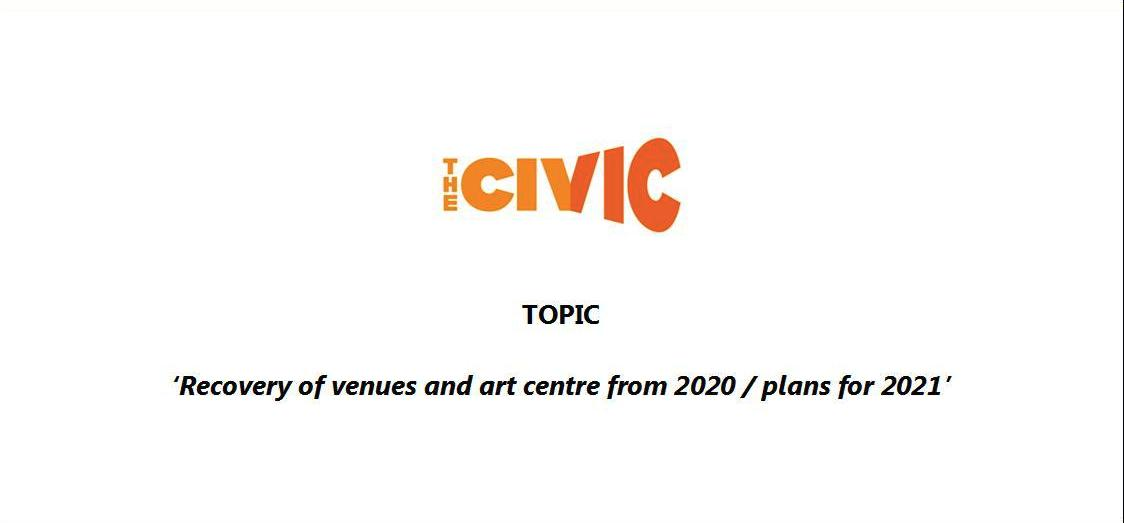 THE CIVIC
TOPIC
‘Recovery of venues and art centre from 2020 / plans for 2021’